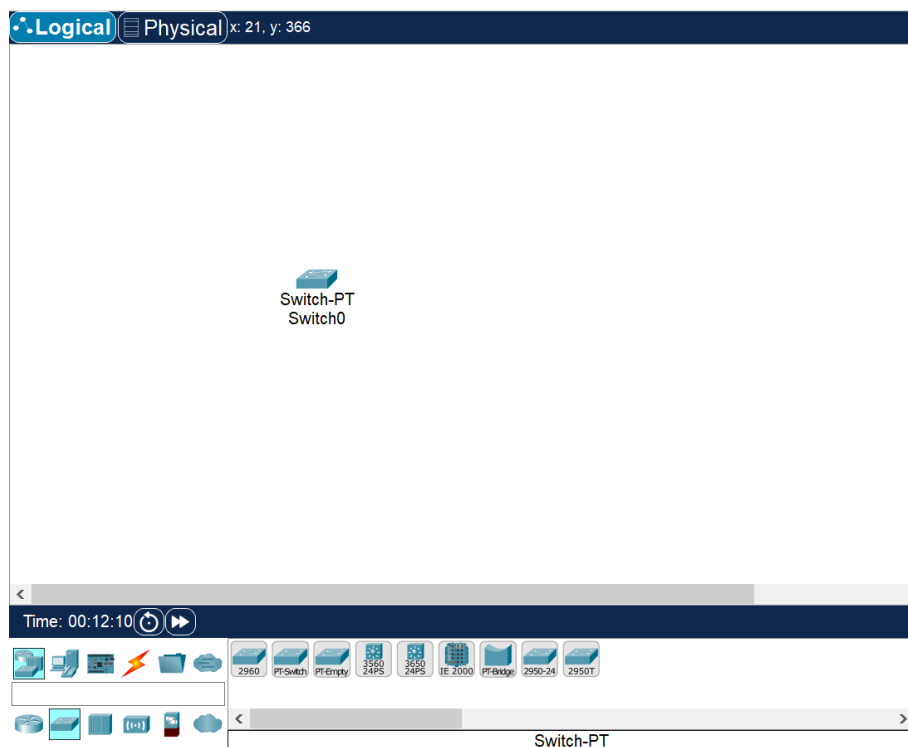 Logical Physical x: 21, y: 366
Switch-PT
Switch0
Time: 00:12:10
2960 PT-Switch PT-Empty 3560 24PS 3650 24PS IE 2000 PT-Bridge 2950-24 2950T
Switch-PT